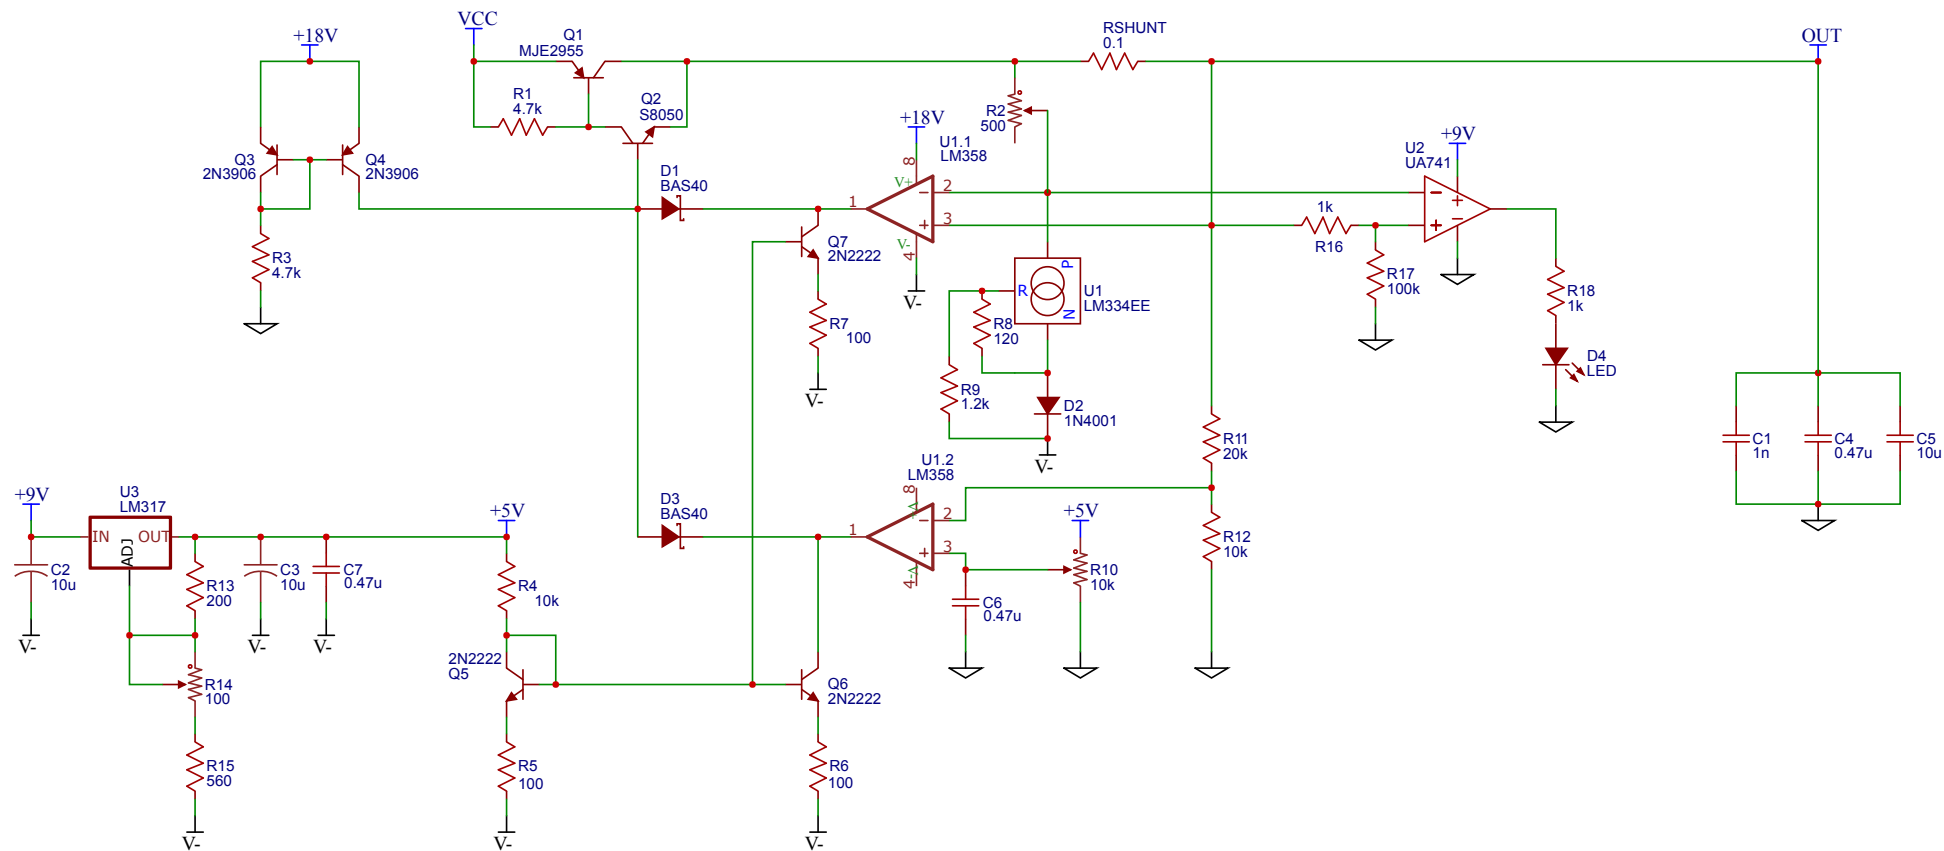 +18V
Q3
2N3906
Q4
2N3906
R3
4.7k
VCC
Q1
MJE2955
R1
4.7k
Q2
S8050
D1
BAS40
Q7
2N2222
R7
100
V-
+18V
U1.1
LM358
8
V+
2
1
3
V-
4
V-
RSHUNT
0.1
R2
500
P
R
N
U1
LM334EE
R8
120
R9
1.2k
D2
1N4001
V-
1k
R16
R17
100k
+9V
U2
UA741
R18
1k
D4
LED
OUT
C1
1n
C4
0.47u
C5
10u
R11
20k
R12
10k
U1.2
LM358
8
V+
2
1
3
V-
4
+5V
R10
10k
C6
0.47u
D3
BAS40
Q6
2N2222
R6
100
V-
+9V
U3
LM317
IN
OUT
ADJ
C2
10u
V-
R13
200
C3
10u
V-
C7
0.47u
V-
R14
100
R15
560
V-
+5V
R4
10k
2N2222
Q5
R5
100
V-